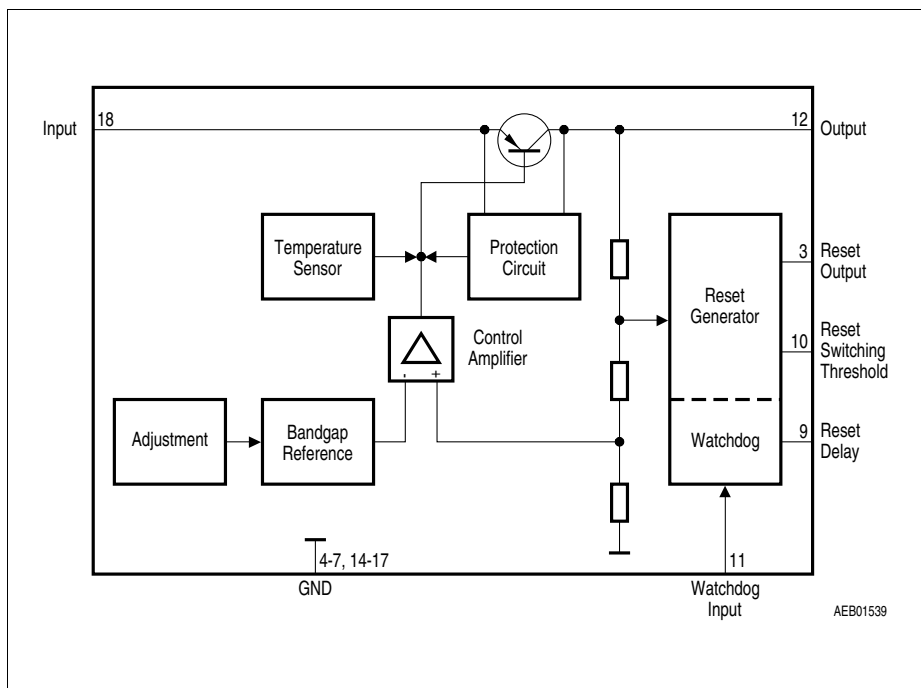 Input
18
12
Output
Temperature
Sensor
Protection
Circuit
3
Reset
Output
Reset
Generator
Control
Amplifier
10
Reset
Switching
Threshold
- +
Adjustment
Bandgap
Reference
Watchdog
9
Reset
Delay
4-7, 14-17
GND
11
Watchdog
Input
AEB01539